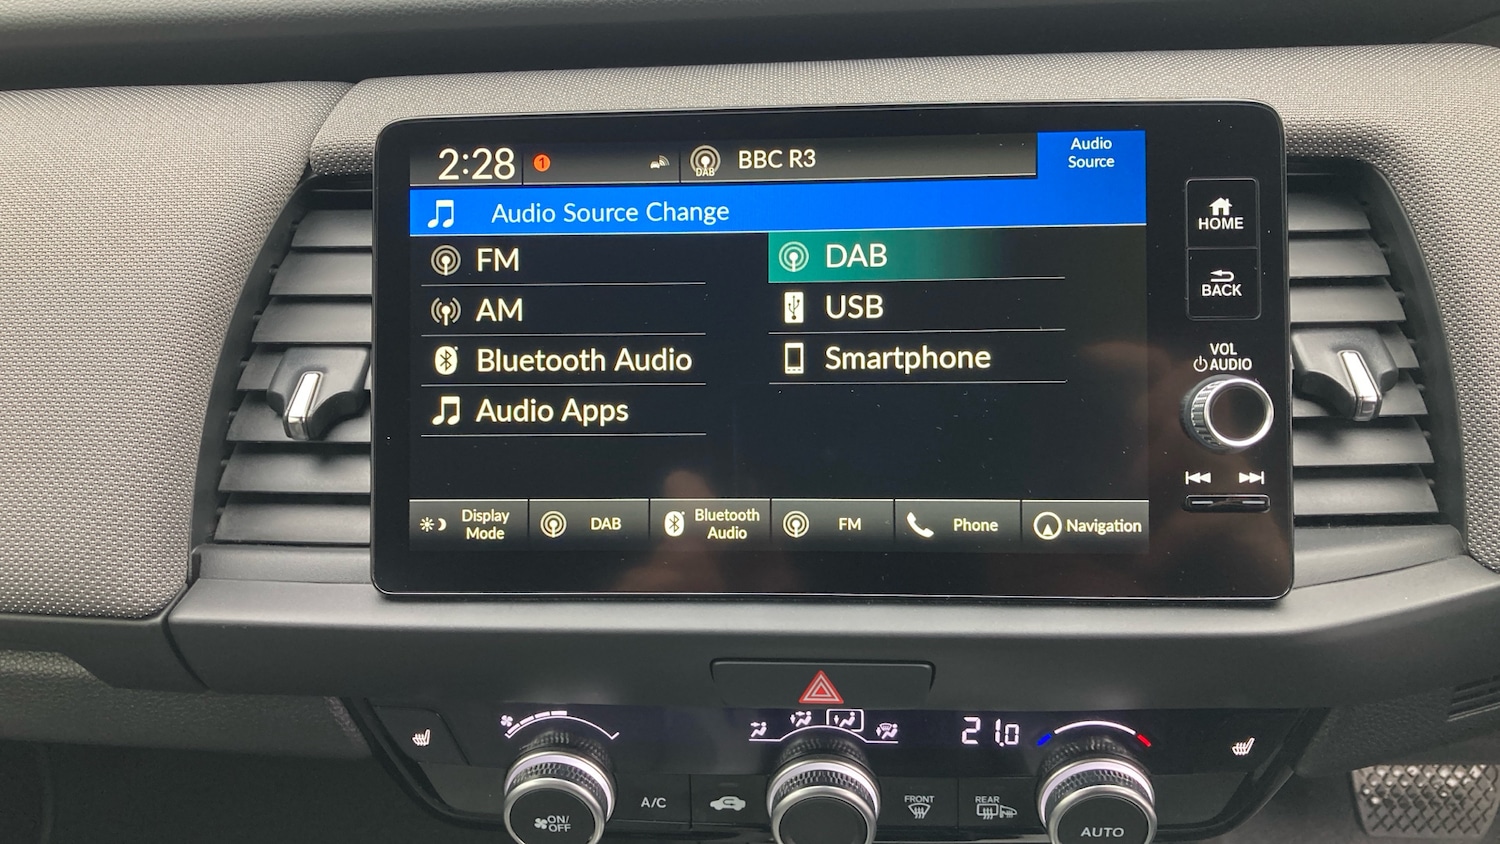 2:28
1
DAB
BBC R3
Audio
Source
Audio Source Change
FM
DAB
AM
USB
Bluetooth Audio
Smartphone
Audio Apps
Display
Mode
DAB
Bluetooth
Audio
FM
Phone
Navigation
HOME
BACK
VOL
AUDIO
21.0
ON/
OFF
A/C
FRONT
REAR
AUTO